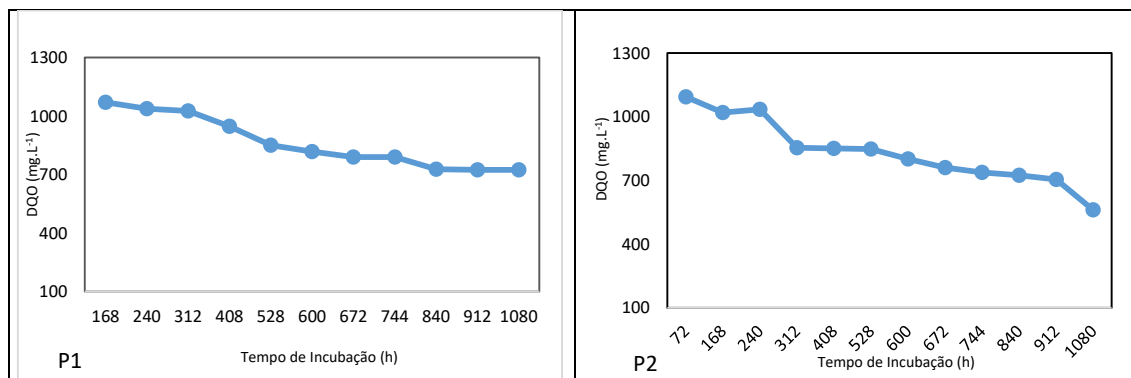 1300
1000
700
400
100
DQO (mg.L-1)
168 240 312 408 528 600 672 744 840 912 1080
Tempo de Incubação (h)
P1
1300
1000
700
400
100
DQO (mg.L-1)
72 168 240 312 408 528 600 672 744 840 912 1080
Tempo de Incubação (h)
P2